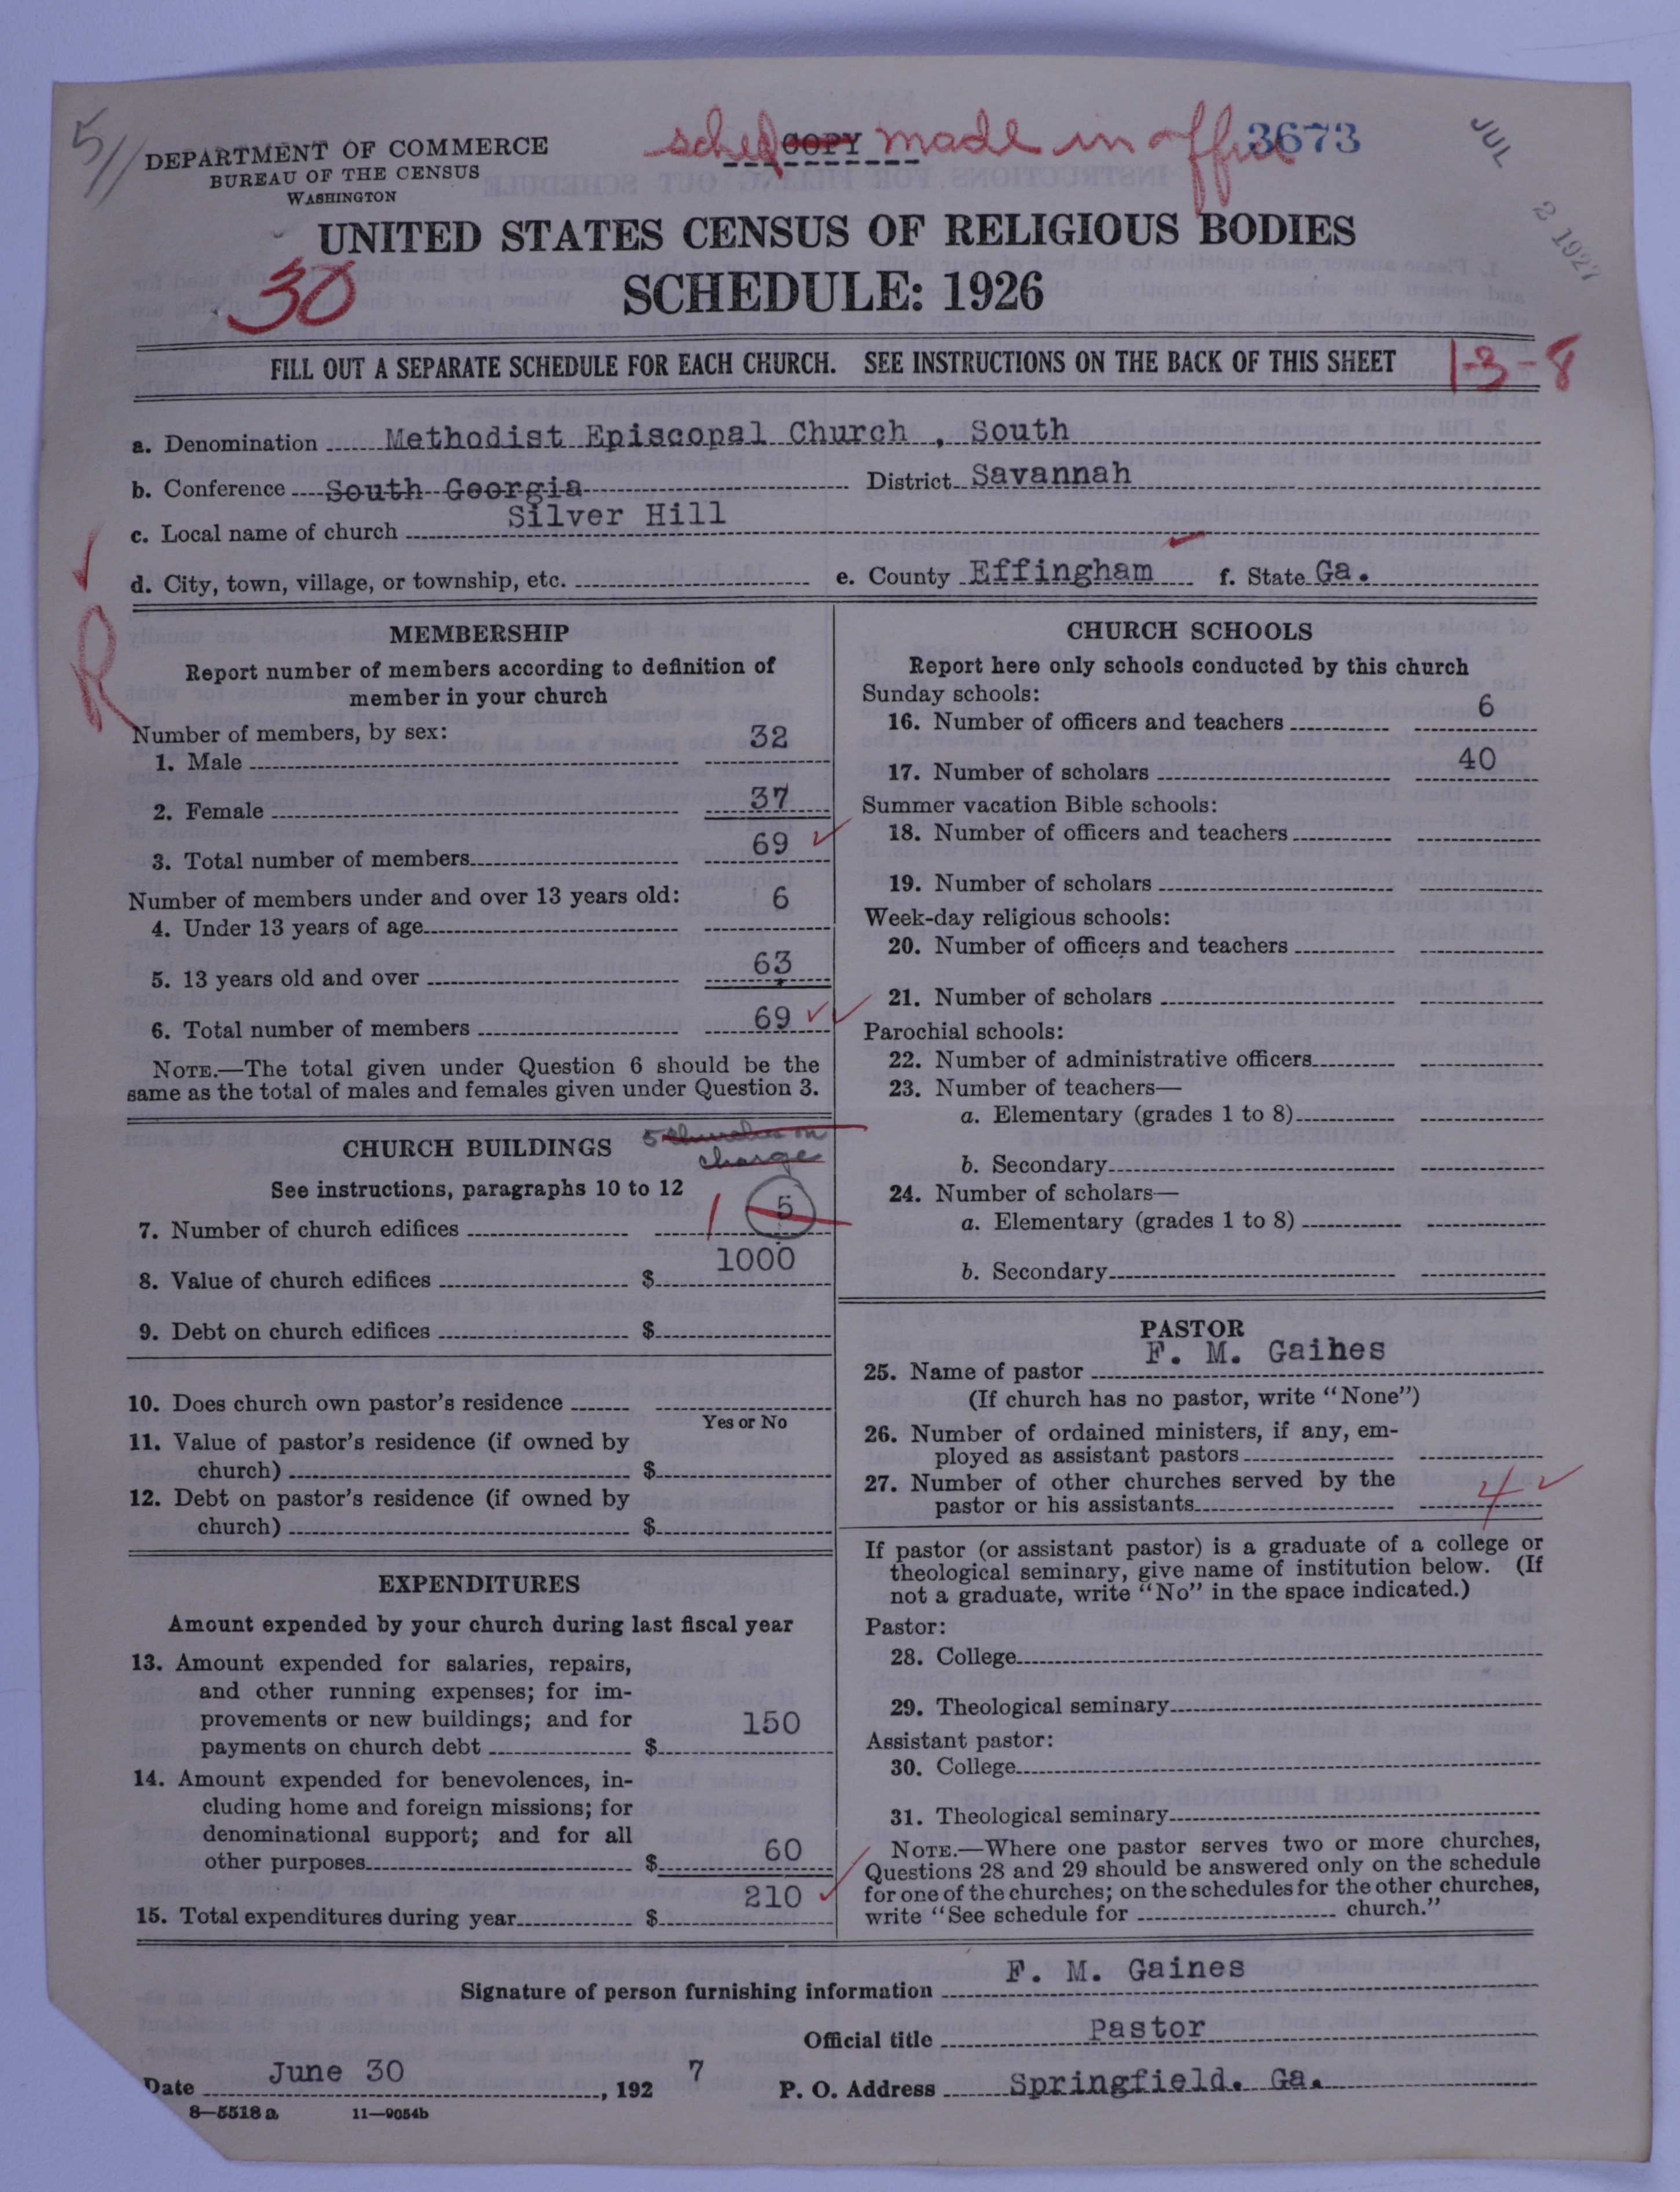 5//
DEPARTMENT OF COMMERCE
BUREAU OF THE CENSUS
WASHINGTON
sched COPY made in office
3673
JUL 2 1927
UNITED STATES CENSUS OF RELIGIOUS BODIES
30
SCHEDULE: 1926
FILL OUT A SEPARATE SCHEDULE FOR EACH CHURCH. SEE INSTRUCTIONS ON THE BACK OF THIS SHEET
1-3-8
a. Denomination Methodist Episcopal Church , South
b. Conference South Georgia District Savannah
c. Local name of church Silver Hill
d. City, town, village, or township, etc. e. County Effingham f. State Ga.
R
MEMBERSHIP
Report number of members according to definition of
member in your church
Number of members, by sex:
1. Male 32
2. Female 37
3. Total number of members 69
Number of members under and over 13 years old:
4. Under 13 years of age 6
5. 13 years old and over 63
6. Total number of members 69
NOTE.—The total given under Question 6 should be the
same as the total of males and females given under Question 3.
CHURCH BUILDINGS
5 churches on
charge
See instructions, paragraphs 10 to 12
7. Number of church edifices 1 5
8. Value of church edifices $ 1000
9. Debt on church edifices $
10. Does church own pastor's residence
Yes or No
11. Value of pastor's residence (if owned by
church) $
12. Debt on pastor's residence (if owned by
church) $
EXPENDITURES
Amount expended by your church during last fiscal year
13. Amount expended for salaries, repairs,
and other running expenses; for im-
provements or new buildings; and for
payments on church debt $ 150
14. Amount expended for benevolences, in-
cluding home and foreign missions; for
denominational support; and for all
other purposes $ 60
15. Total expenditures during year $ 210
CHURCH SCHOOLS
Report here only schools conducted by this church
Sunday schools:
16. Number of officers and teachers 6
17. Number of scholars 40
Summer vacation Bible schools:
18. Number of officers and teachers
19. Number of scholars
Week-day religious schools:
20. Number of officers and teachers
21. Number of scholars
Parochial schools:
22. Number of administrative officers
23. Number of teachers—
a. Elementary (grades 1 to 8)
b. Secondary
24. Number of scholars—
a. Elementary (grades 1 to 8)
b. Secondary
PASTOR
25. Name of pastor F. M. Gaines
(If church has no pastor, write "None")
26. Number of ordained ministers, if any, em-
ployed as assistant pastors
27. Number of other churches served by the
pastor or his assistants 4
If pastor (or assistant pastor) is a graduate of a college or
theological seminary, give name of institution below. (If
not a graduate, write "No" in the space indicated.)
Pastor:
28. College
29. Theological seminary
Assistant pastor:
30. College
31. Theological seminary
NOTE.—Where one pastor serves two or more churches,
Questions 28 and 29 should be answered only on the schedule
for one of the churches; on the schedules for the other churches,
write "See schedule for church."
Signature of person furnishing information F. M. Gaines
Official title Pastor
Date June 30, 1927 P. O. Address Springfield. Ga.
8—5518 a 11—9054b